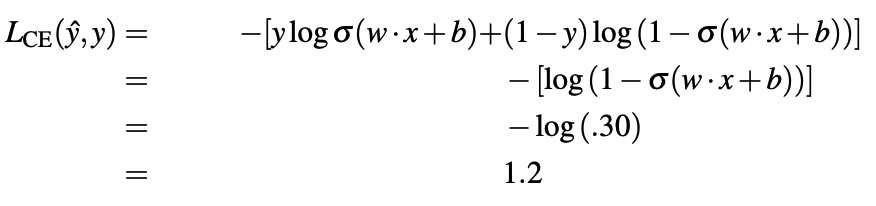 L_CE(ŷ, y) = −[y log σ(w·x+b)+(1−y) log(1−σ(w·x+b))]
= −[log(1−σ(w·x+b))]
= −log(.30)
= 1.2